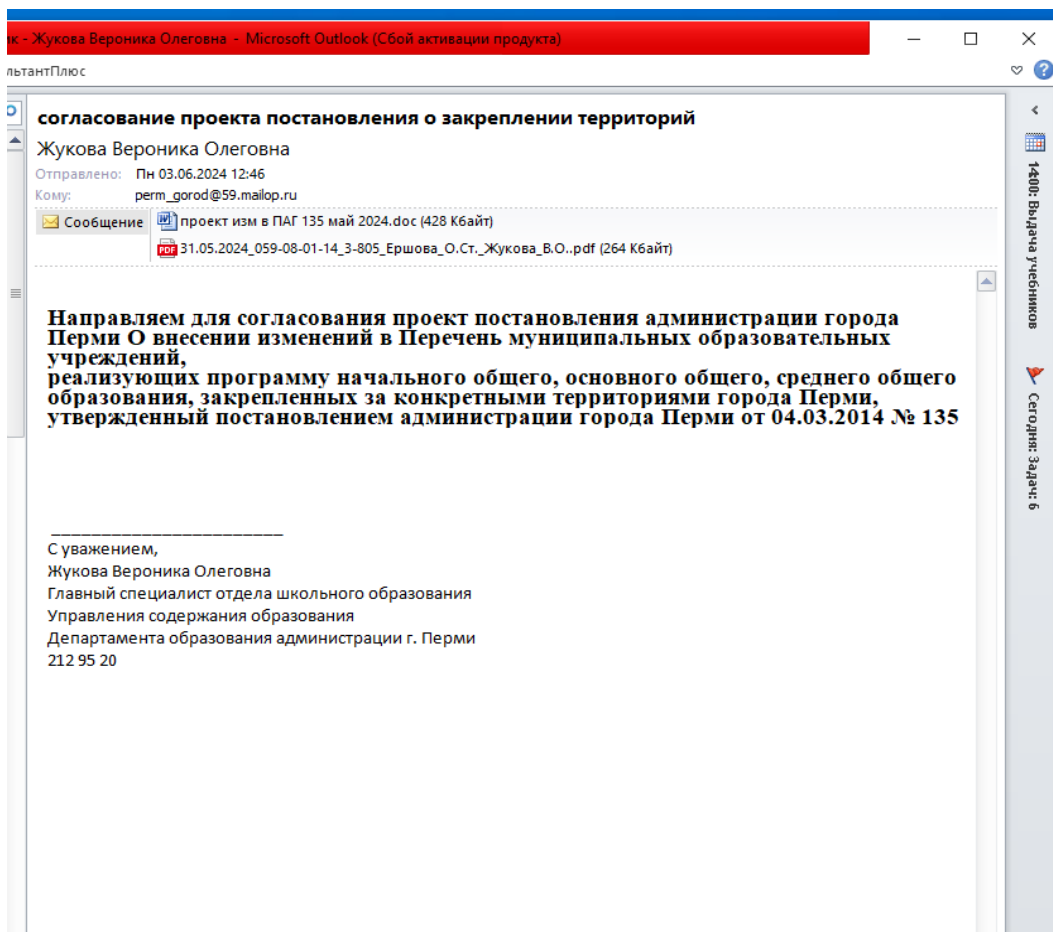 ик - Жукова Вероника Олеговна - Microsoft Outlook (Сбой активации продукта)
льтантПлюс
согласование проекта постановления о закреплении территорий
Жукова Вероника Олеговна
Отправлено: Пн 03.06.2024 12:46
Кому: perm_gorod@59.mailop.ru
Сообщение
проект изм в ПАГ 135 май 2024.doc (428 Кбайт)
31.05.2024_059-08-01-14_3-805_Ершова_О.Ст._Жукова_В.О..pdf (264 Кбайт)
Направляем для согласования проект постановления администрации города
Перми О внесении изменений в Перечень муниципальных образовательных
учреждений,
реализующих программу начального общего, основного общего, среднего общего
образования, закрепленных за конкретными территориями города Перми,
утвержденный постановлением администрации города Перми от 04.03.2014 № 135
_______________________
С уважением,
Жукова Вероника Олеговна
Главный специалист отдела школьного образования
Управления содержания образования
Департамента образования администрации г. Перми
212 95 20
14:00: Выдача учебников
Сегодня: Задач: 6